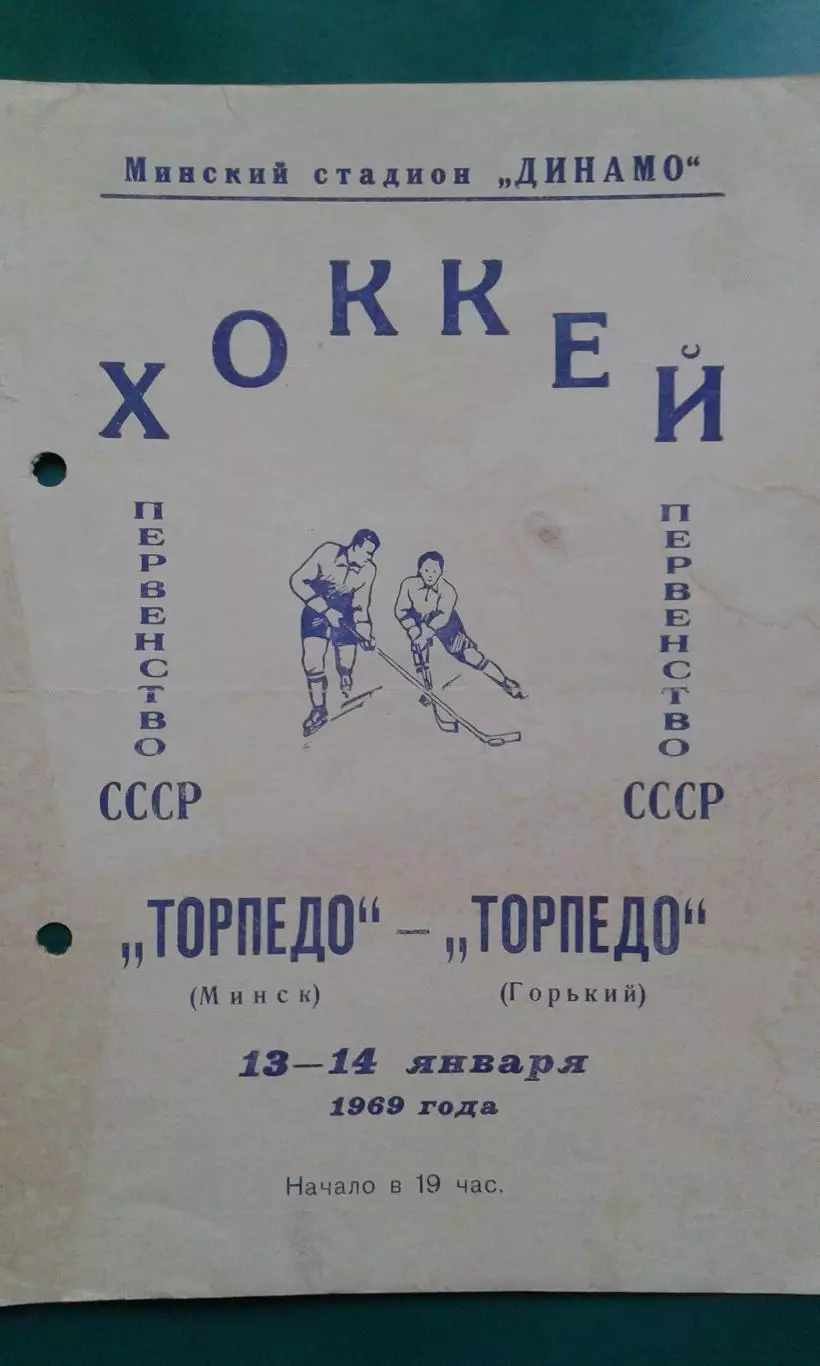 Минский стадион „ДИНАМО“
ХОККЕЙ
ПЕРВЕНСТВО
СССР
ПЕРВЕНСТВО
СССР
„ТОРПЕДО“ — „ТОРПЕДО“
(Минск) (Горький)
13—14 января
1969 года
Начало в 19 час.